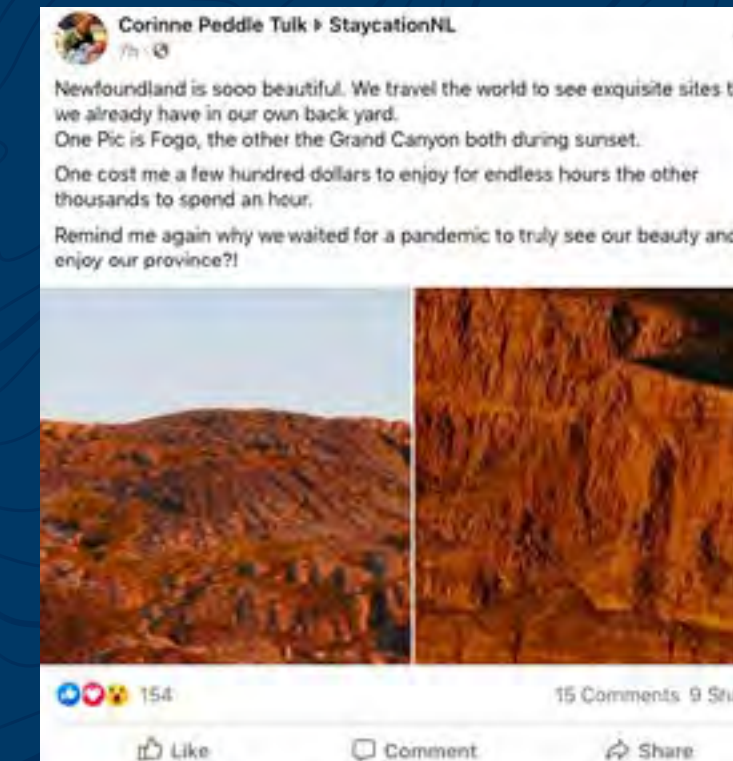 Corinne Peddle Tulk ▸ StaycationNL
7h ·
Newfoundland is sooo beautiful. We travel the world to see exquisite sites t
we already have in our own back yard.
One Pic is Fogo, the other the Grand Canyon both during sunset.
One cost me a few hundred dollars to enjoy for endless hours the other
thousands to spend an hour.
Remind me again why we waited for a pandemic to truly see our beauty and
enjoy our province?!
154
15 Comments 9 Sh
Like
Comment
Share